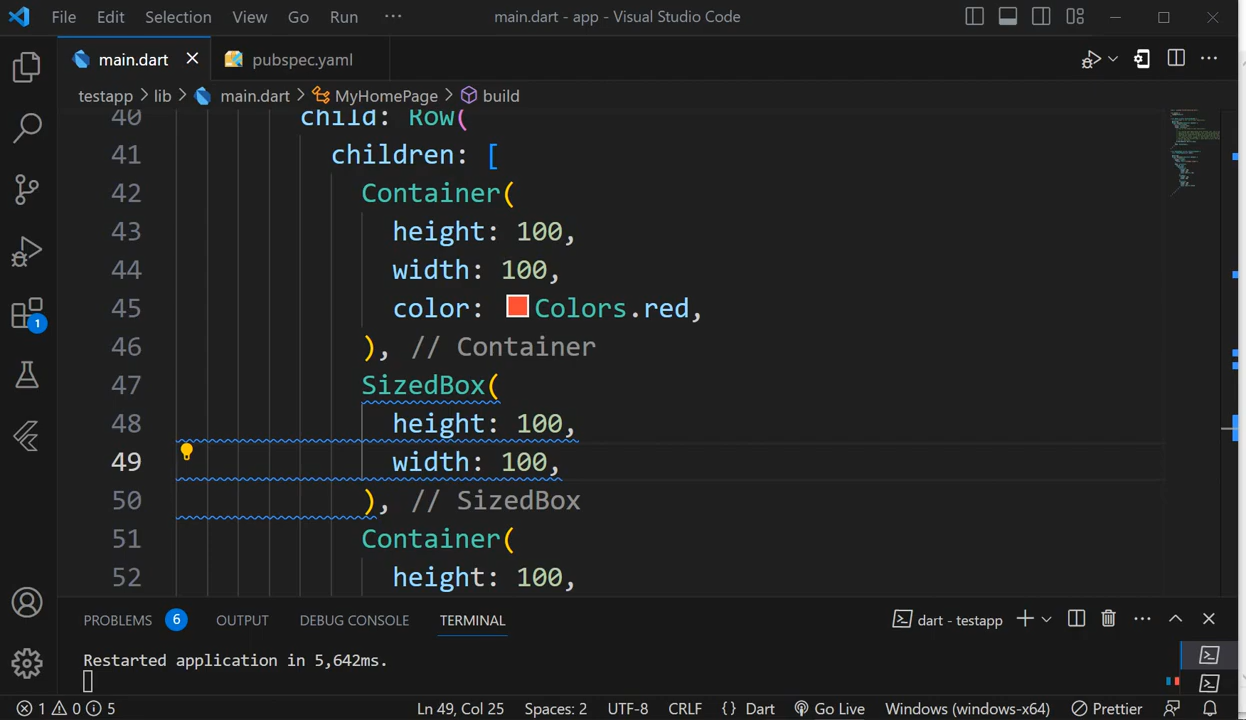 File Edit Selection View Go Run ··· main.dart - app - Visual Studio Code
main.dart pubspec.yaml
testapp > lib > main.dart > MyHomePage > build
40 child: Row(
41 children: [
42 Container(
43 height: 100,
44 width: 100,
45 color: Colors.red,
46 ), // Container
47 SizedBox(
48 height: 100,
49 width: 100,
50 ), // SizedBox
51 Container(
52 height: 100,
1
PROBLEMS 6 OUTPUT DEBUG CONSOLE TERMINAL dart - testapp
Restarted application in 5,642ms.
1 0 5 Ln 49, Col 25 Spaces: 2 UTF-8 CRLF {} Dart Go Live Windows (windows-x64) Prettier